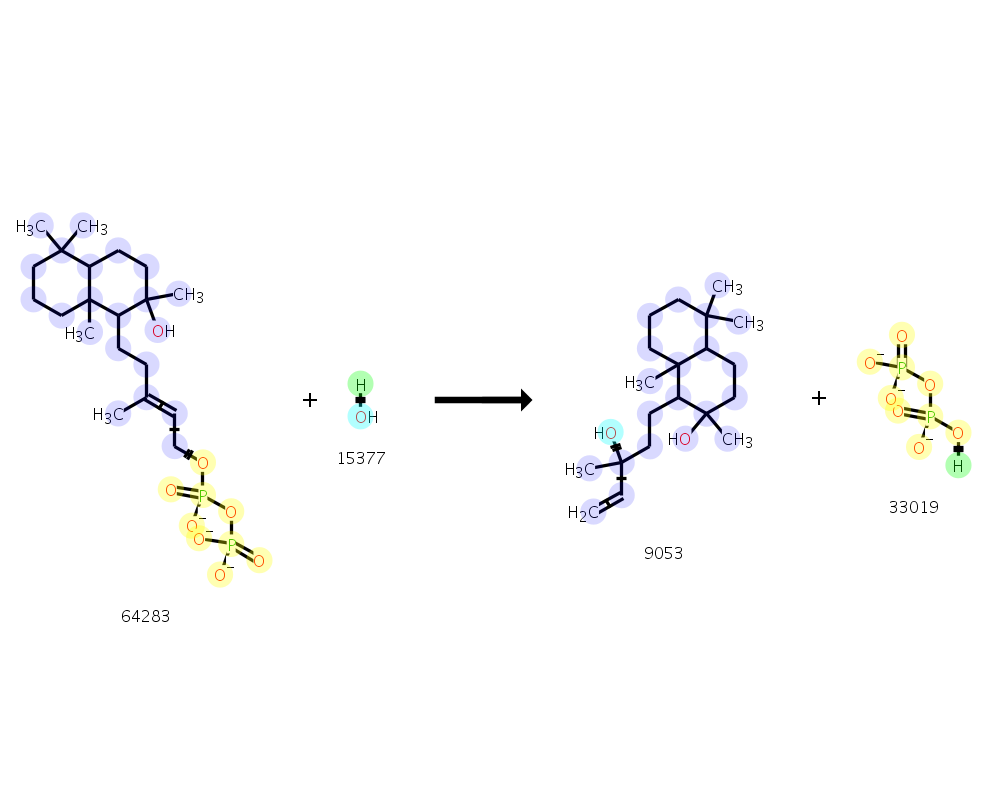 H3C CH3
CH3
H3C OH
H3C
O
O P O
O−
O− P O
O−
64283
+
H
OH
15377
CH3
CH3
H3C
HO HO CH3
H3C
H2C
9053
+
O
O− P O
O−
O P O
O−
H
33019